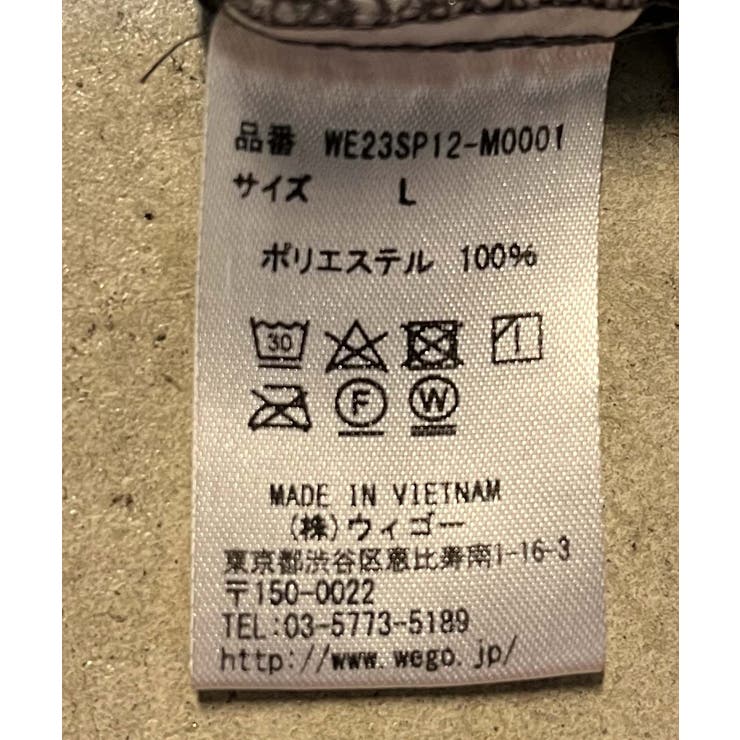 品番 WE23SP12-M0001
サイズ L
ポリエステル 100%
30
F W
MADE IN VIETNAM
(株)ウィゴー
東京都渋谷区恵比寿南1-16-3
〒150-0022
TEL:03-5773-5189
http://www.wego.jp/